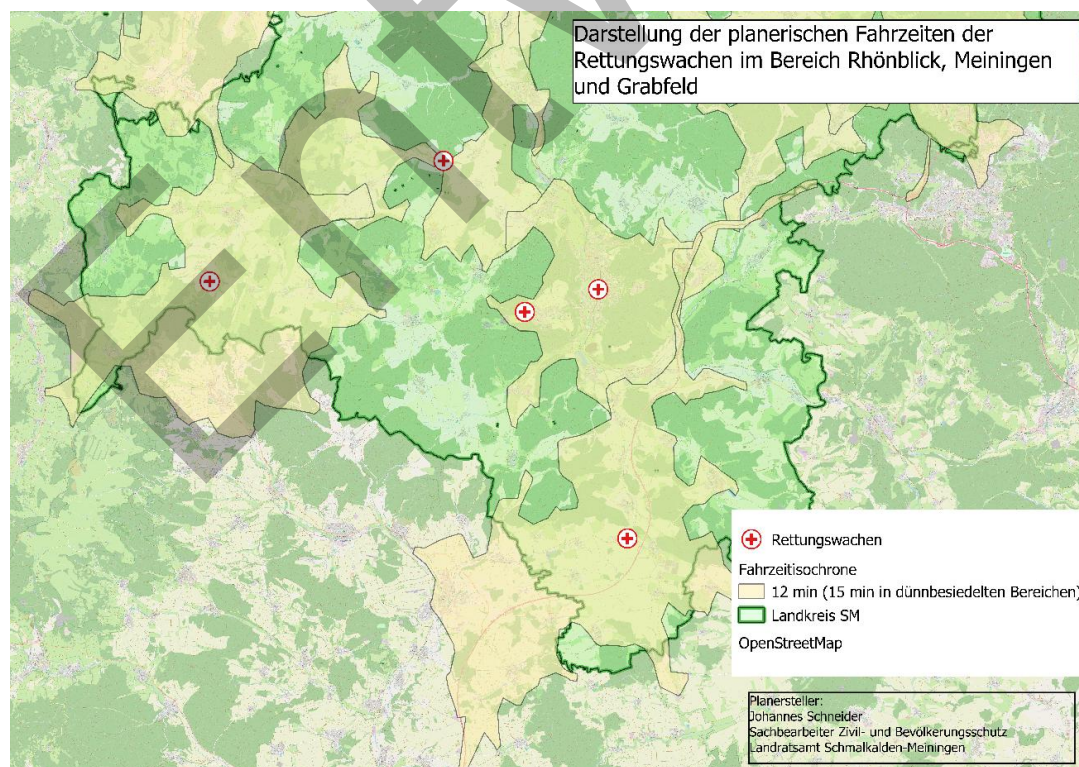 Darstellung der planerischen Fahrzeiten der
Rettungswachen im Bereich Rhönblick, Meiningen
und Grabfeld
Rettungswachen
Fahrzeitisochrone
12 min (15 min in dünnbesiedelten Bereichen)
Landkreis SM
OpenStreetMap
Planersteller:
Johannes Schneider
Sachbearbeiter Zivil- und Bevölkerungsschutz
Landratsamt Schmalkalden-Meiningen